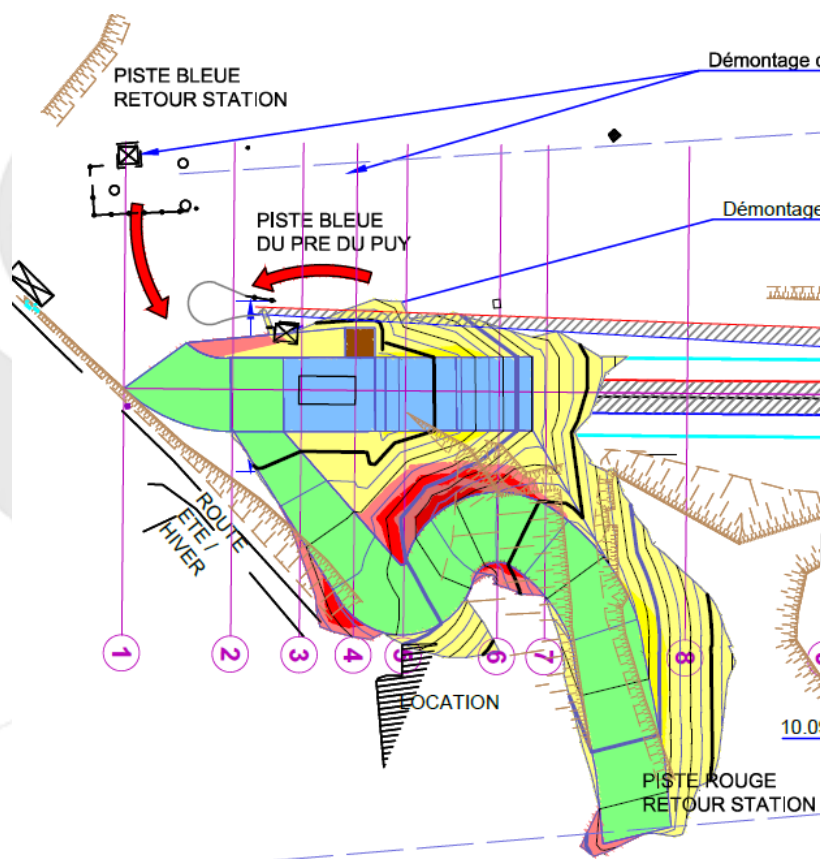 Démontage
PISTE BLEUE
RETOUR STATION
Démontage
PISTE BLEUE
DU PRE DU PUY
ROUTE
ETE /
HIVER
1
2
3
4
5
6
7
8
LOCATION
PISTE ROUGE
RETOUR STATION